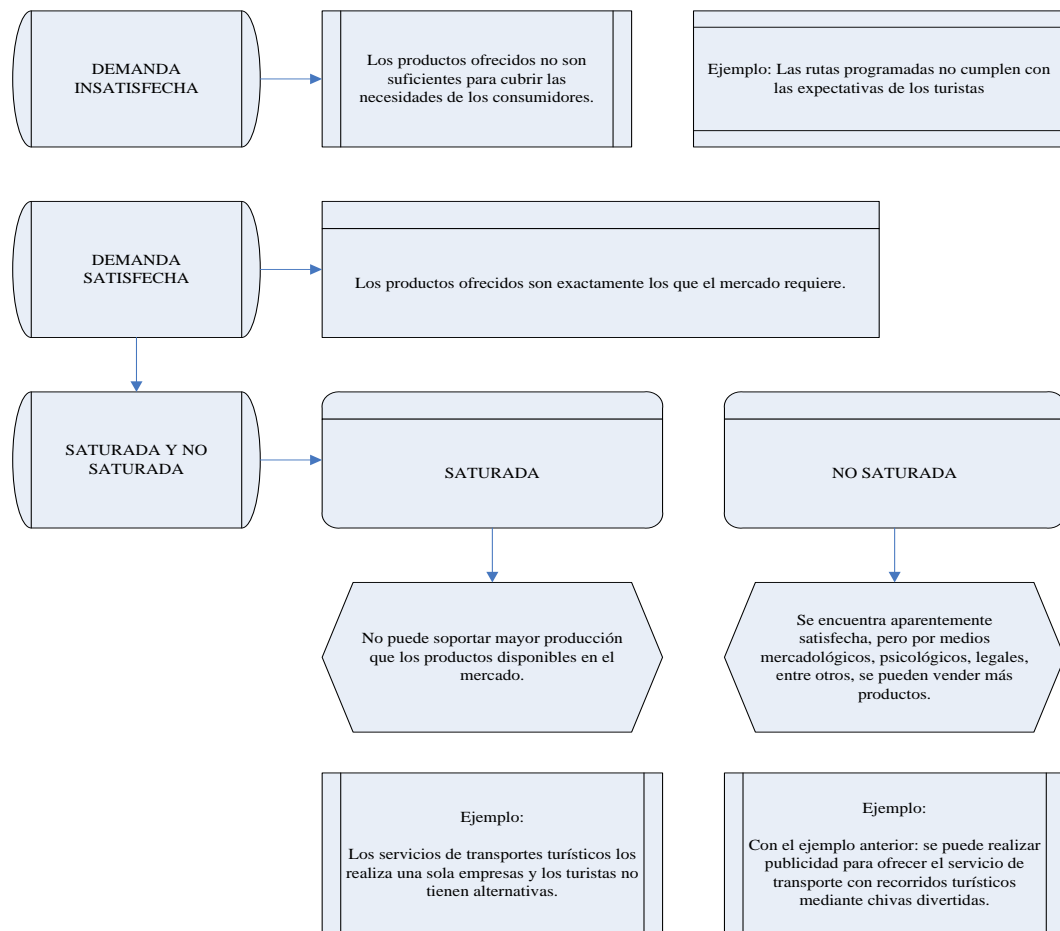 DEMANDA
INSATISFECHA
Los productos ofrecidos no son
suficientes para cubrir las
necesidades de los consumidores.
Ejemplo: Las rutas programadas no cumplen con
las expectativas de los turistas
DEMANDA
SATISFECHA
Los productos ofrecidos son exactamente los que el mercado requiere.
SATURADA Y NO
SATURADA
SATURADA
NO SATURADA
No puede soportar mayor producción
que los productos disponibles en el
mercado.
Se encuentra aparentemente
satisfecha, pero por medios
mercadológicos, psicológicos, legales,
entre otros, se pueden vender más
productos.
Ejemplo:
Los servicios de transportes turísticos los
realiza una sola empresas y los turistas no
tienen alternativas.
Ejemplo:
Con el ejemplo anterior: se puede realizar
publicidad para ofrecer el servicio de
transporte con recorridos turísticos
mediante chivas divertidas.